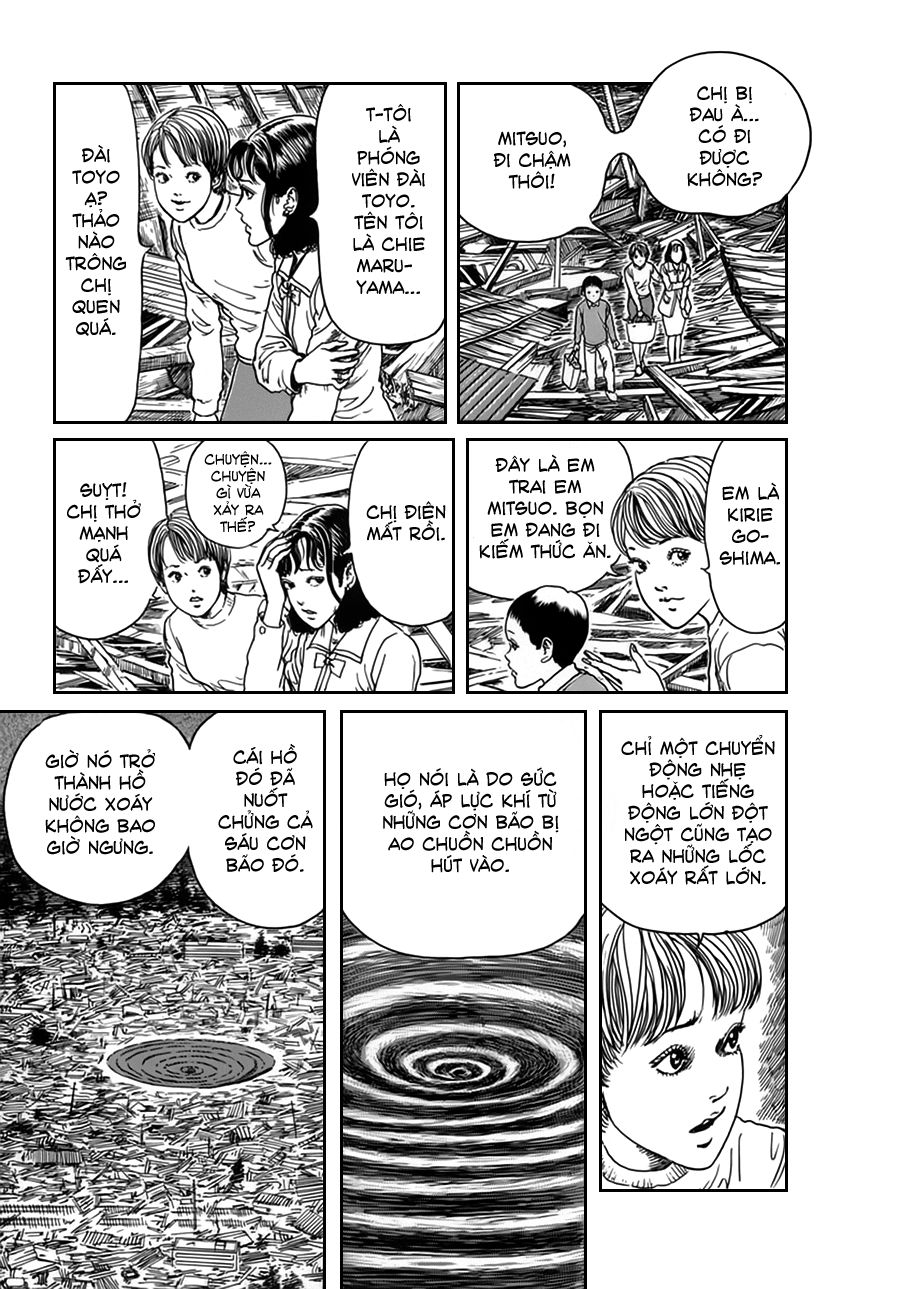 CHỊ BỊ
ĐAU À...
CÓ ĐI
ĐƯỢC
KHÔNG?
MITSUO,
ĐI CHẬM
THÔI!
T-TÔI
LÀ
PHÓNG
VIÊN ĐÀI
TOYO.
TÊN TÔI
LÀ CHIE
MARU-
YAMA...
ĐÀI
TOYO
Ạ?
THẢO
NÀO
TRÔNG
CHỊ
QUEN
QUÁ.
EM LÀ
KIRIE
GO-
SHIMA.
ĐÂY LÀ EM
TRAI EM
MITSUO. BỌN
EM ĐANG ĐI
KIẾM THỨC ĂN.
CHỊ ĐIÊN
MẤT RỒI.
CHUYỆN...
CHUYỆN
GÌ VỪA
XẢY RA
THẾ?
SUỴT!
CHỊ THỞ
MẠNH
QUÁ
ĐẤY...
CHỈ MỘT CHUYỂN
ĐỘNG NHẸ
HOẶC TIẾNG
ĐỘNG LỚN ĐỘT
NGỘT CŨNG TẠO
RA NHỮNG LỐC
XOÁY RẤT LỚN.
HỌ NÓI LÀ DO SỨC
GIÓ, ÁP LỰC KHÍ TỪ
NHỮNG CƠN BÃO BỊ
AO CHUỒN CHUỒN
HÚT VÀO.
CÁI HỒ
ĐÓ ĐÃ
NUỐT
CHỬNG CẢ
SÁU CƠN
BÃO ĐÓ.
GIỜ NÓ TRỞ
THÀNH HỒ
NƯỚC XOÁY
KHÔNG BAO
GIỜ NGƯNG.